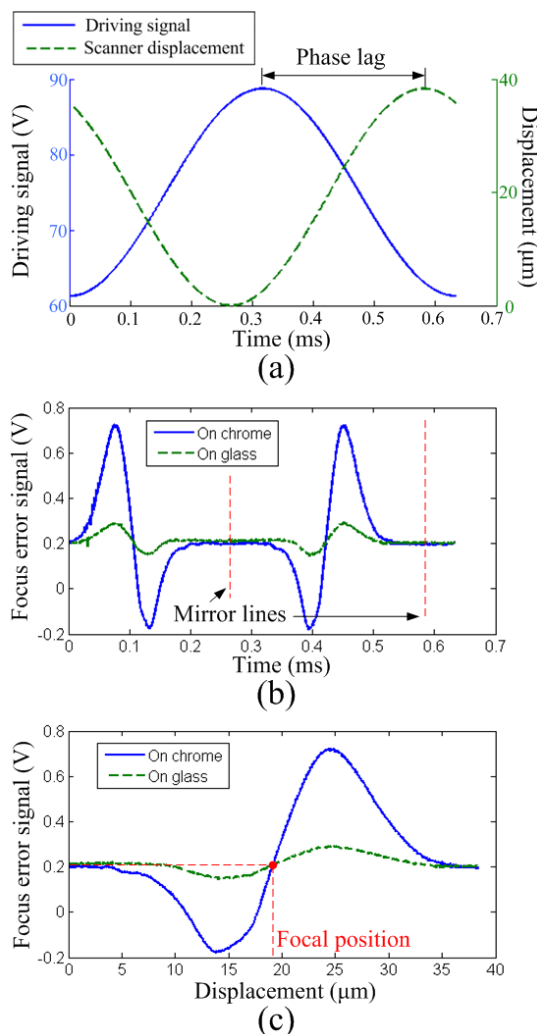 Driving signal
Scanner displacement
Phase lag
90
80
70
60
Driving signal (V)
40
20
0
Displacement (μm)
0 0.1 0.2 0.3 0.4 0.5 0.6 0.7
Time (ms)
(a)
0.8
0.6
0.4
0.2
0
-0.2
Focus error signal (V)
On chrome
On glass
Mirror lines
0 0.1 0.2 0.3 0.4 0.5 0.6 0.7
Time (ms)
(b)
0.8
0.6
0.4
0.2
0
-0.2
Focus error signal (V)
On chrome
On glass
Focal position
0 5 10 15 20 25 30 35 40
Displacement (μm)
(c)